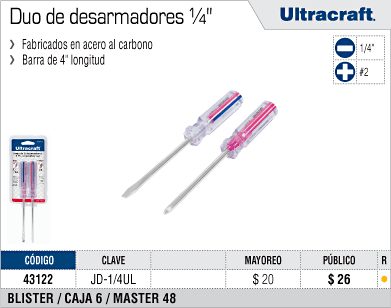 Duo de desarmadores ¼"
Ultracraft.
❯ Fabricados en acero al carbono
❯ Barra de 4" longitud
1/4"
#2
Ultracraft
CÓDIGO CLAVE MAYOREO PÚBLICO R
43122 JD-1/4UL $ 20 $ 26
BLISTER / CAJA 6 / MASTER 48